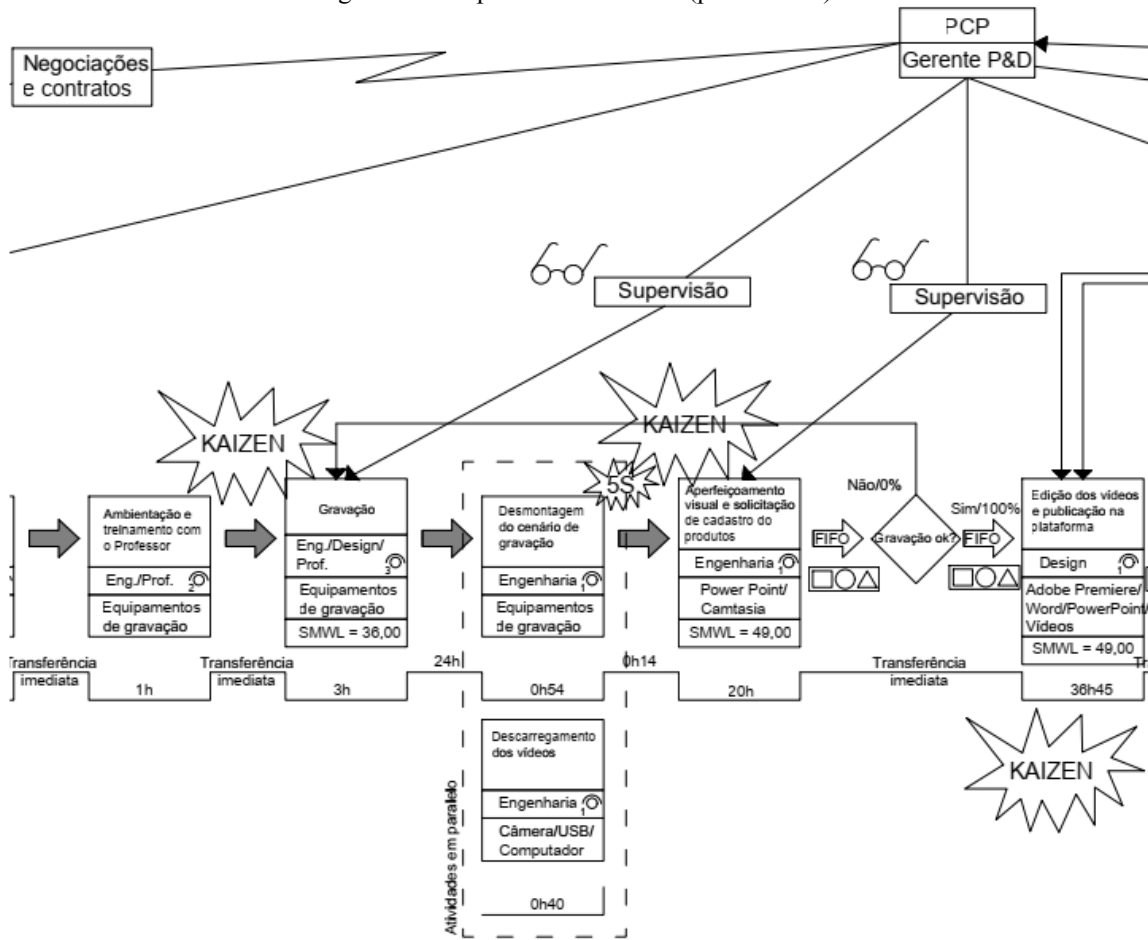 PCP
Gerente P&D
Negociações
e contratos
Supervisão
Supervisão
KAIZEN
KAIZEN
5S
Ambientação e
treinamento com
o Professor
Eng./Prof.
2
Equipamentos
de gravação
Gravação
Eng./Design/
Prof.
3
Equipamentos
de gravação
SMWL = 36,00
Desmontagem
do cenário de
gravação
Engenharia
1
Equipamentos
de gravação
Aperfeiçoamento
visual e solicitação
de cadastro do
produtos
Engenharia
1
Power Point/
Camtasia
SMWL = 49,00
Não/0%
FIFO
Gravação ok?
Sim/100%
FIFO
Edição dos vídeos
e publicação na
plataforma
Design
1
Adobe Premiere/
Word/PowerPoint/
Vídeos
SMWL = 49,00
Transferência
imediata
1h
Transferência
imediata
3h
24h
0h54
0h14
20h
Transferência
imediata
36h45
KAIZEN
Atividades em paralelo
Descarregamento
dos vídeos
Engenharia
1
Câmera/USB/
Computador
0h40